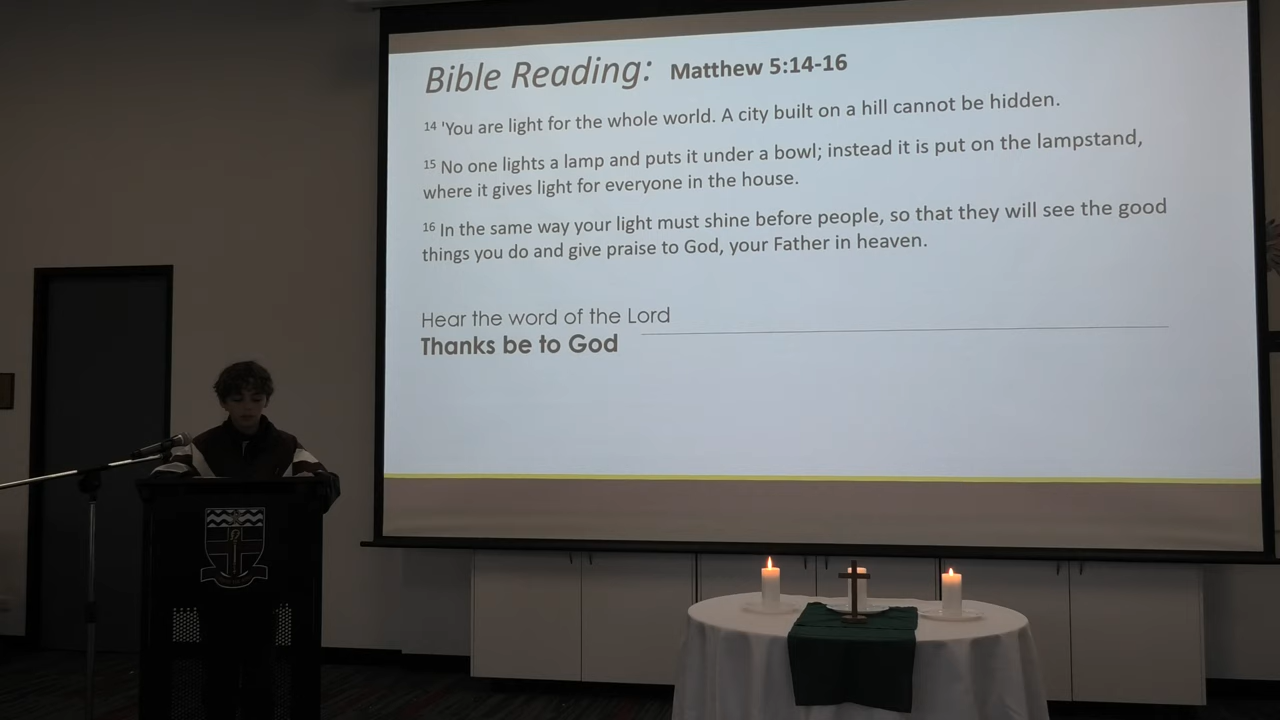 Bible Reading: Matthew 5:14-16
14 'You are light for the whole world. A city built on a hill cannot be hidden.
15 No one lights a lamp and puts it under a bowl; instead it is put on the lampstand,
where it gives light for everyone in the house.
16 In the same way your light must shine before people, so that they will see the good
things you do and give praise to God, your Father in heaven.
Hear the word of the Lord
Thanks be to God